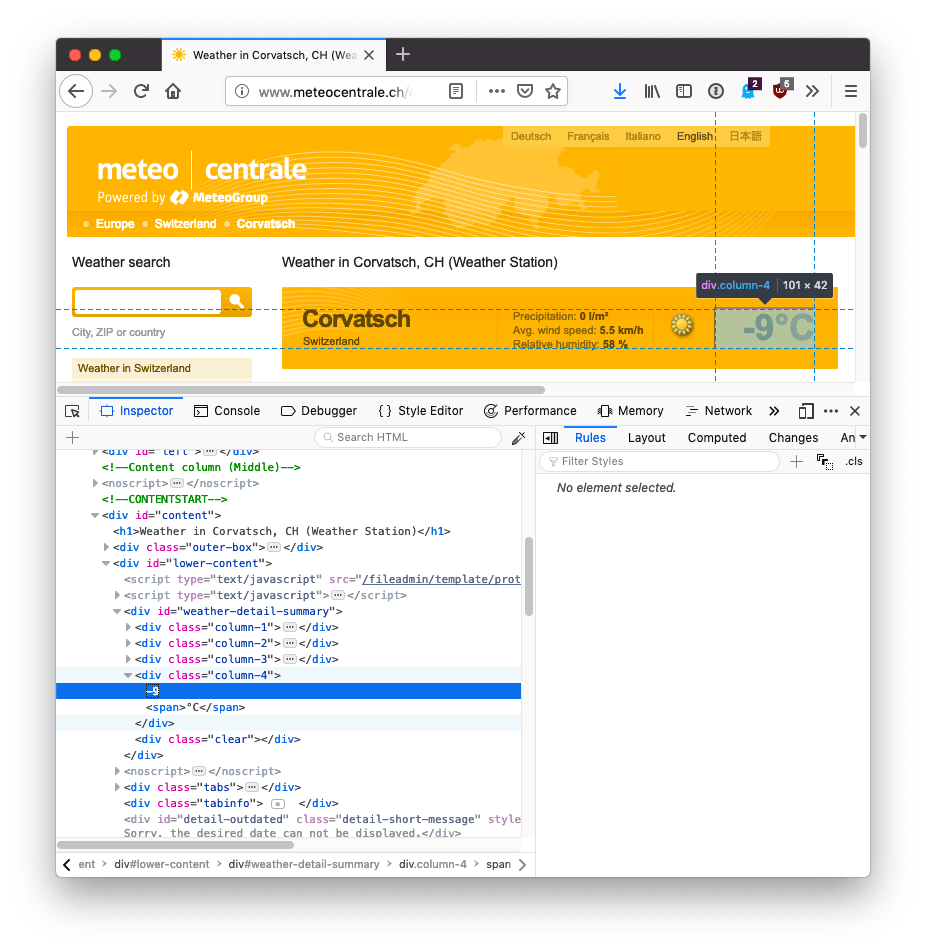 Weather in Corvatsch, CH (Wea
www.meteocentrale.ch/
2
5
Deutsch Français Italiano English 日本語
meteo centrale
Powered by MeteoGroup
Europe Switzerland Corvatsch
Weather search
Weather in Corvatsch, CH (Weather Station)
div.column-4 101 × 42
City, ZIP or country
Weather in Switzerland
Corvatsch
Switzerland
Precipitation: 0 l/m²
Avg. wind speed: 5.5 km/h
Relative humidity: 58 %
-9°C
Inspector Console Debugger {} Style Editor Performance Memory Network
Search HTML
Rules Layout Computed Changes An
Filter Styles
.cls
No element selected.
<div id="left"></div>
<!--Content column (Middle)-->
<noscript></noscript>
<!--CONTENTSTART-->
<div id="content">
<h1>Weather in Corvatsch, CH (Weather Station)</h1>
<div class="outer-box"></div>
<div id="lower-content">
<script type="text/javascript" src="/fileadmin/template/prot
<script type="text/javascript"></script>
<div id="weather-detail-summary">
<div class="column-1"></div>
<div class="column-2"></div>
<div class="column-3"></div>
<div class="column-4">
-9
<span>°C</span>
</div>
<div class="clear"></div>
</div>
<noscript></noscript>
<div class="tabs"></div>
<div class="tabinfo"> </div>
<div id="detail-outdated" class="detail-short-message" style
Sorry, the desired date can not be displayed.</div>
ent div#lower-content div#weather-detail-summary div.column-4 span